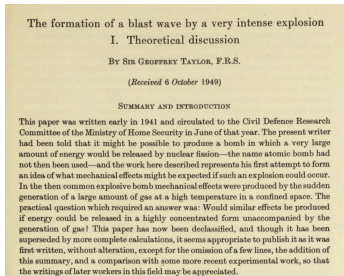 The formation of a blast wave by a very intense explosion
I. Theoretical discussion
By Sir Geoffrey Taylor, F.R.S.
(Received 6 October 1949)
Summary and introduction
This paper was written early in 1941 and circulated to the Civil Defence Research
Committee of the Ministry of Home Security in June of that year. The present writer
had been told that it might be possible to produce a bomb in which a very large
amount of energy would be released by nuclear fission—the name atomic bomb had
not then been used—and the work here described represents his first attempt to form
an idea of what mechanical effects might be expected if such an explosion could occur.
In the then common explosive bomb mechanical effects were produced by the sudden
generation of a large amount of gas at a high temperature in a confined space. The
practical question which required an answer was: Would similar effects be produced
if energy could be released in a highly concentrated form unaccompanied by the
generation of gas? This paper has now been declassified, and though it has been
superseded by more complete calculations, it seems appropriate to publish it as it was
first written, without alteration, except for the omission of a few lines, the addition of
this summary, and a comparison with some more recent experimental work, so that
the writings of later workers in this field may be appreciated.